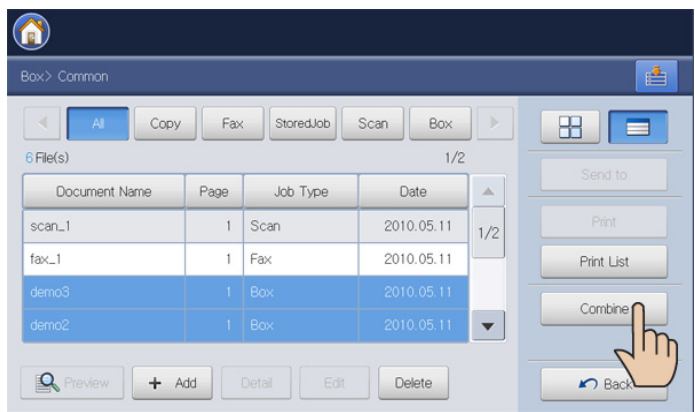 Box> Common
All Copy Fax StoredJob Scan Box
6 File(s) 1/2
Document Name Page Job Type Date
scan_1 1 Scan 2010.05.11
1/2
fax_1 1 Fax 2010.05.11
demo3 1 Box 2010.05.11
demo2 1 Box 2010.05.11
Preview + Add Detail Edit Delete
Send to
Print
Print List
Combine
Back